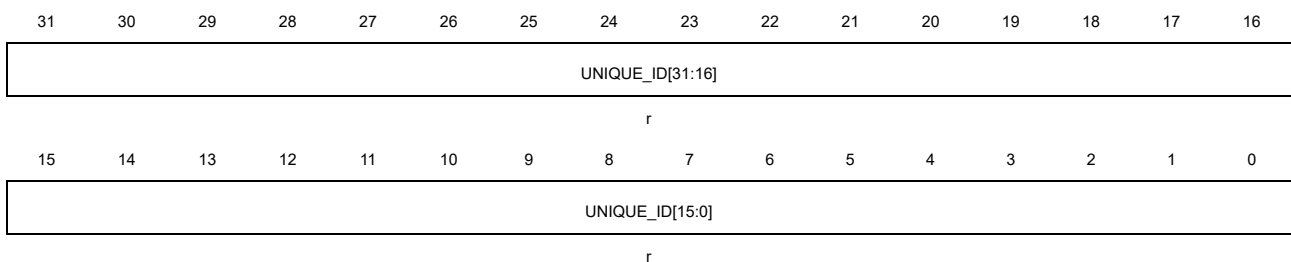 31 30 29 28 27 26 25 24 23 22 21 20 19 18 17 16
UNIQUE_ID[31:16]
r
15 14 13 12 11 10 9 8 7 6 5 4 3 2 1 0
UNIQUE_ID[15:0]
r